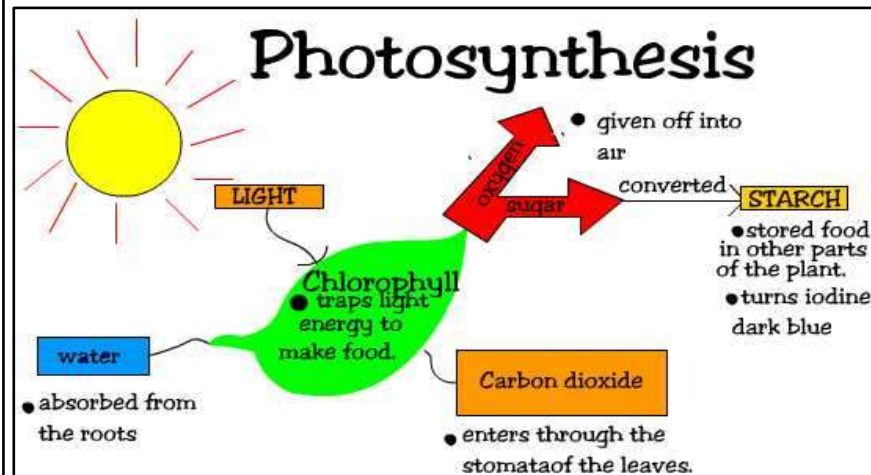 Photosynthesis
● given off into
air
oxygen
sugar
converted
STARCH
● stored food
in other parts
of the plant.
● turns iodine
dark blue
LIGHT
Chlorophyll
● traps light
energy to
make food.
water
● absorbed from
the roots
Carbon dioxide
● enters through the
stomataof the leaves.